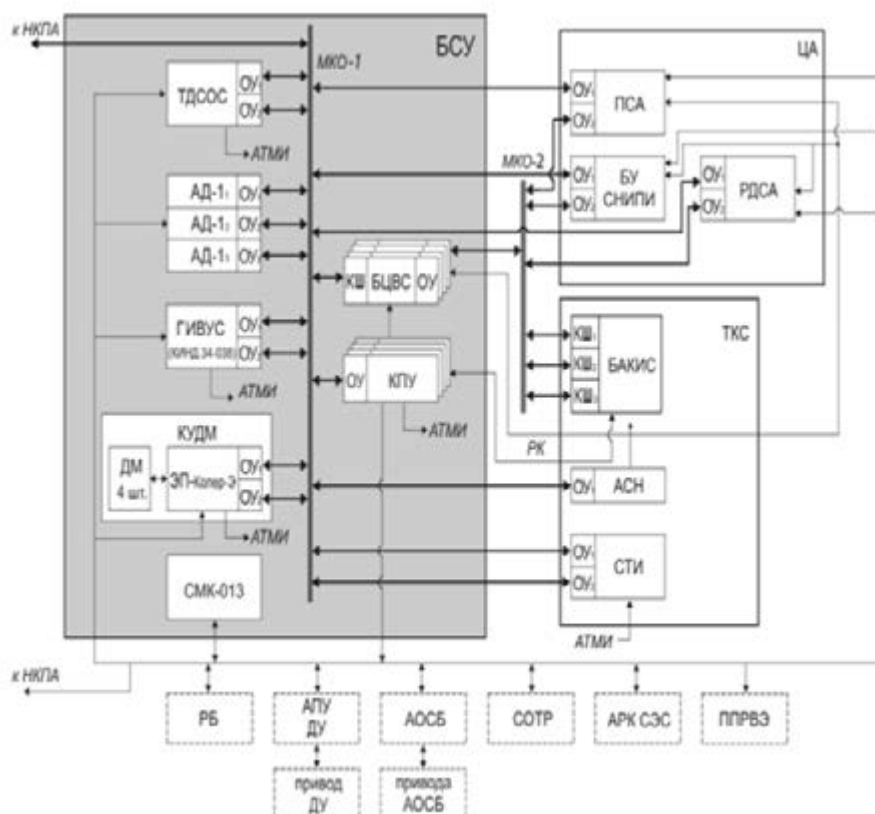 к НКПА
БСУ
МКО-1
ТДСОС
ОУ₁
ОУ₂
АТМИ
АД-1₁
ОУ
АД-1₂
ОУ
АД-1₃
ОУ
ГИВУС
(КИНД 34-038)
ОУ₁
ОУ₂
АТМИ
КУДМ
ДМ
4 шт.
ЭП-Колер-Э
ОУ₁
ОУ₂
АТМИ
СМК-013
КШ
БЦВС
ОУ
ОУ
КПУ
АТМИ
МКО-2
РК
ЦА
ОУ₁
ОУ₂
ПСА
ОУ₁
ОУ₂
БУ
СНИПИ
ОУ₁
ОУ₂
РДСА
ТКС
КШ₁
КШ₂
КШ₃
БАКИС
ОУ
АСН
ОУ₁
ОУ₂
СТИ
АТМИ
к НКПА
РБ
АПУ
ДУ
АОСБ
СОТР
АРК СЭС
ППРВЭ
привод
ДУ
привода
АОСБ